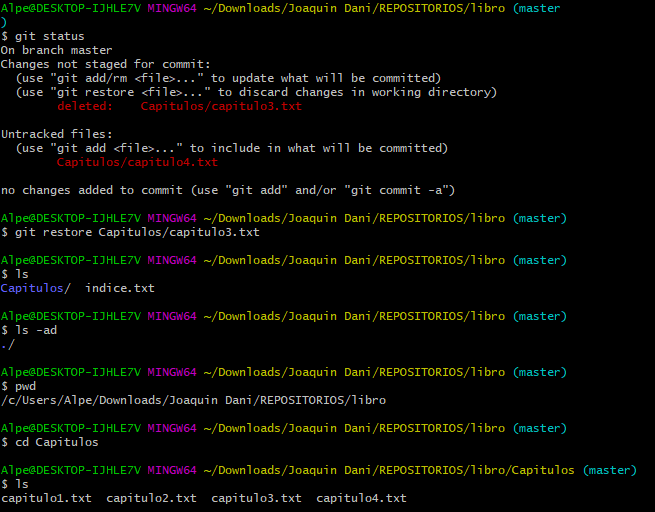 Alpe@DESKTOP-IJHLE7V MINGW64 ~/Downloads/Joaquin Dani/REPOSITORIOS/libro (master
)
$ git status
On branch master
Changes not staged for commit:
  (use "git add/rm <file>..." to update what will be committed)
  (use "git restore <file>..." to discard changes in working directory)
        deleted:    Capitulos/capitulo3.txt

Untracked files:
  (use "git add <file>..." to include in what will be committed)
        Capitulos/capitulo4.txt

no changes added to commit (use "git add" and/or "git commit -a")

Alpe@DESKTOP-IJHLE7V MINGW64 ~/Downloads/Joaquin Dani/REPOSITORIOS/libro (master)
$ git restore Capitulos/capitulo3.txt

Alpe@DESKTOP-IJHLE7V MINGW64 ~/Downloads/Joaquin Dani/REPOSITORIOS/libro (master)
$ ls
Capitulos/  indice.txt

Alpe@DESKTOP-IJHLE7V MINGW64 ~/Downloads/Joaquin Dani/REPOSITORIOS/libro (master)
$ ls -ad
./

Alpe@DESKTOP-IJHLE7V MINGW64 ~/Downloads/Joaquin Dani/REPOSITORIOS/libro (master)
$ pwd
/c/Users/Alpe/Downloads/Joaquin Dani/REPOSITORIOS/libro

Alpe@DESKTOP-IJHLE7V MINGW64 ~/Downloads/Joaquin Dani/REPOSITORIOS/libro (master)
$ cd Capitulos

Alpe@DESKTOP-IJHLE7V MINGW64 ~/Downloads/Joaquin Dani/REPOSITORIOS/libro/Capitulos (master)
$ ls
capitulo1.txt  capitulo2.txt  capitulo3.txt  capitulo4.txt